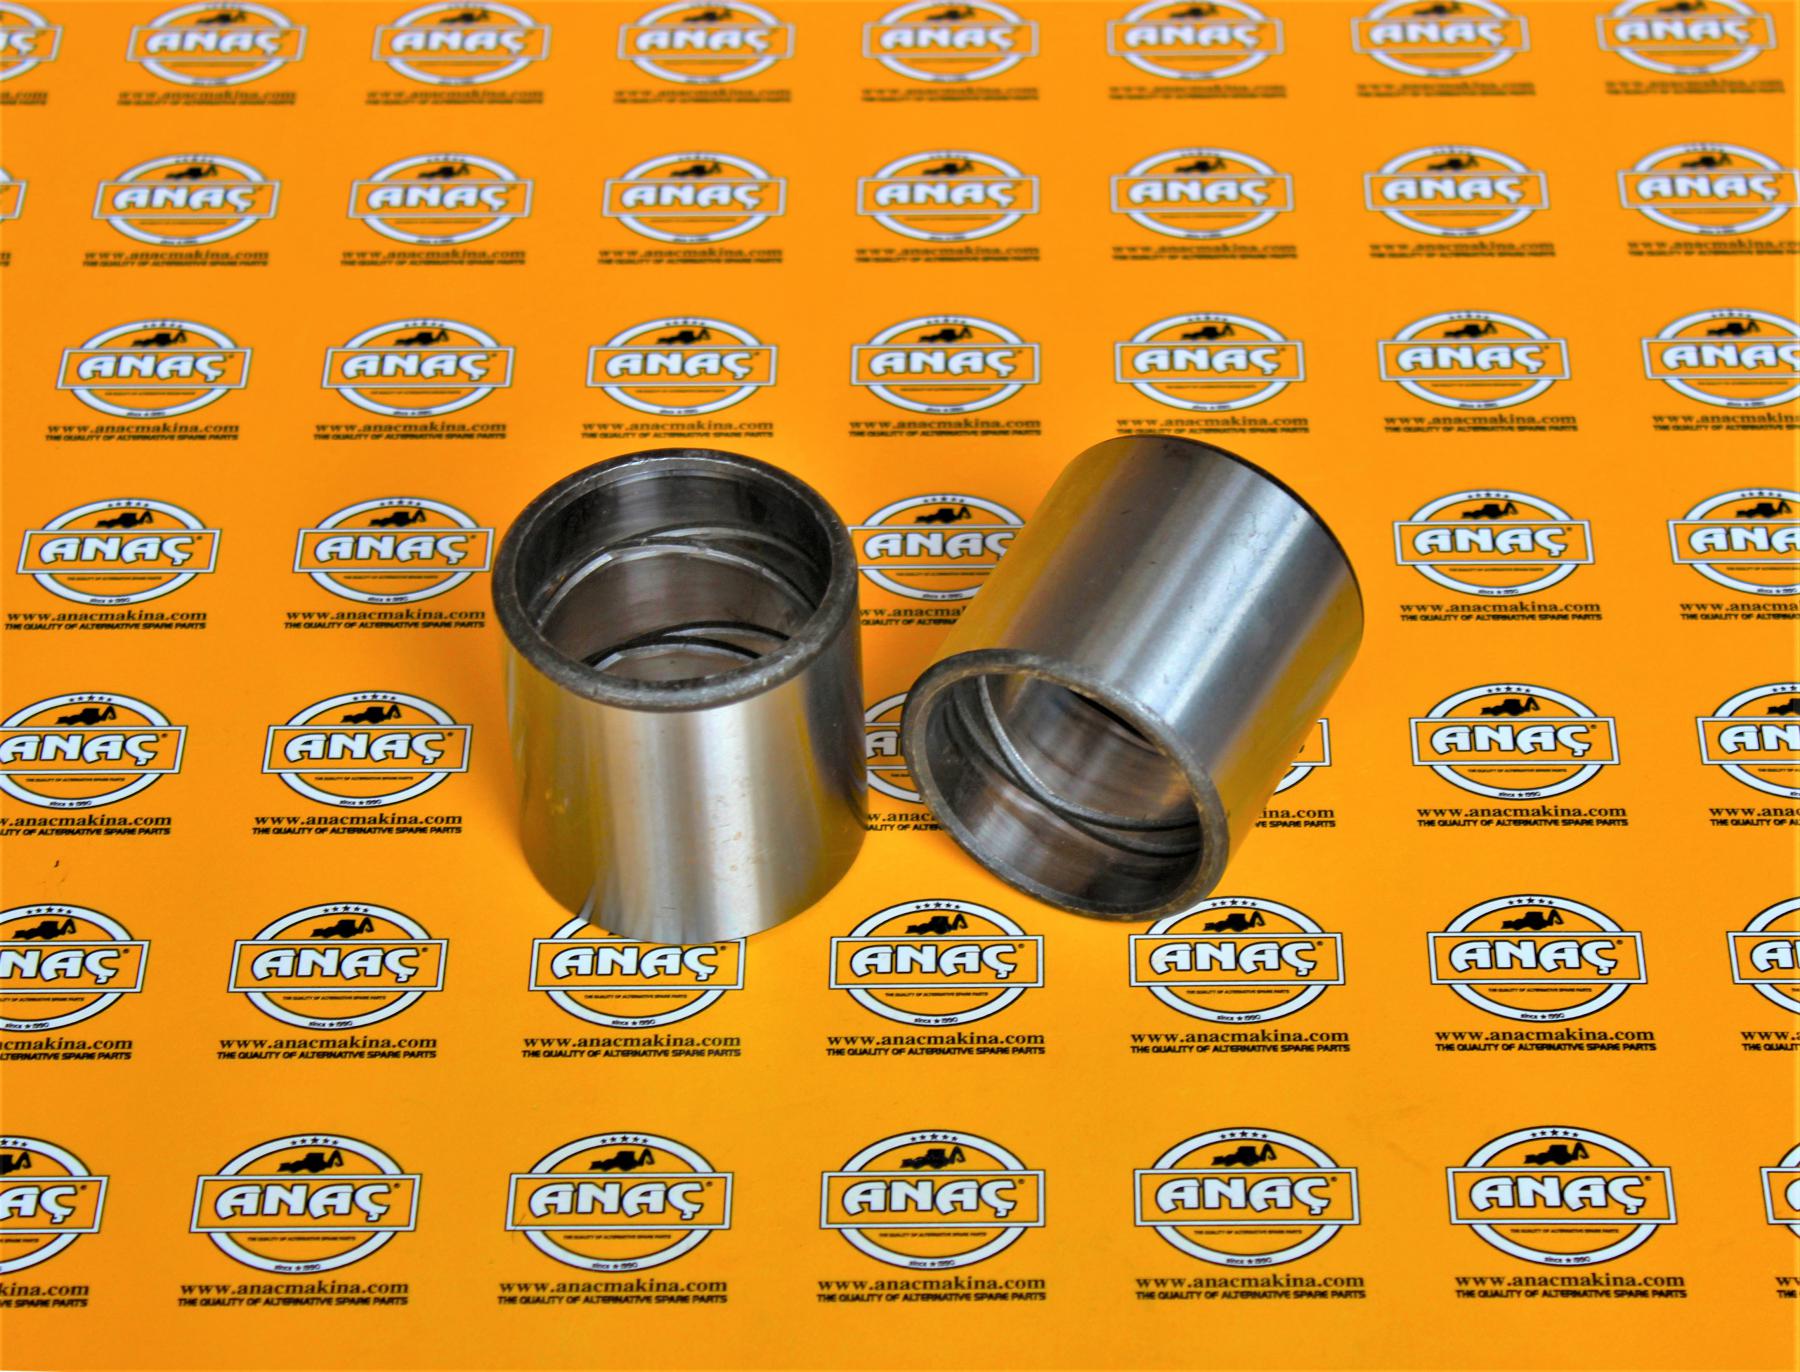 ANAÇ
THE QUALITY OF ALTERNATIVE SPARE PARTS
since ★ 1990
www.anacmakina.com
THE QUALITY OF ALTERNATIVE SPARE PARTS